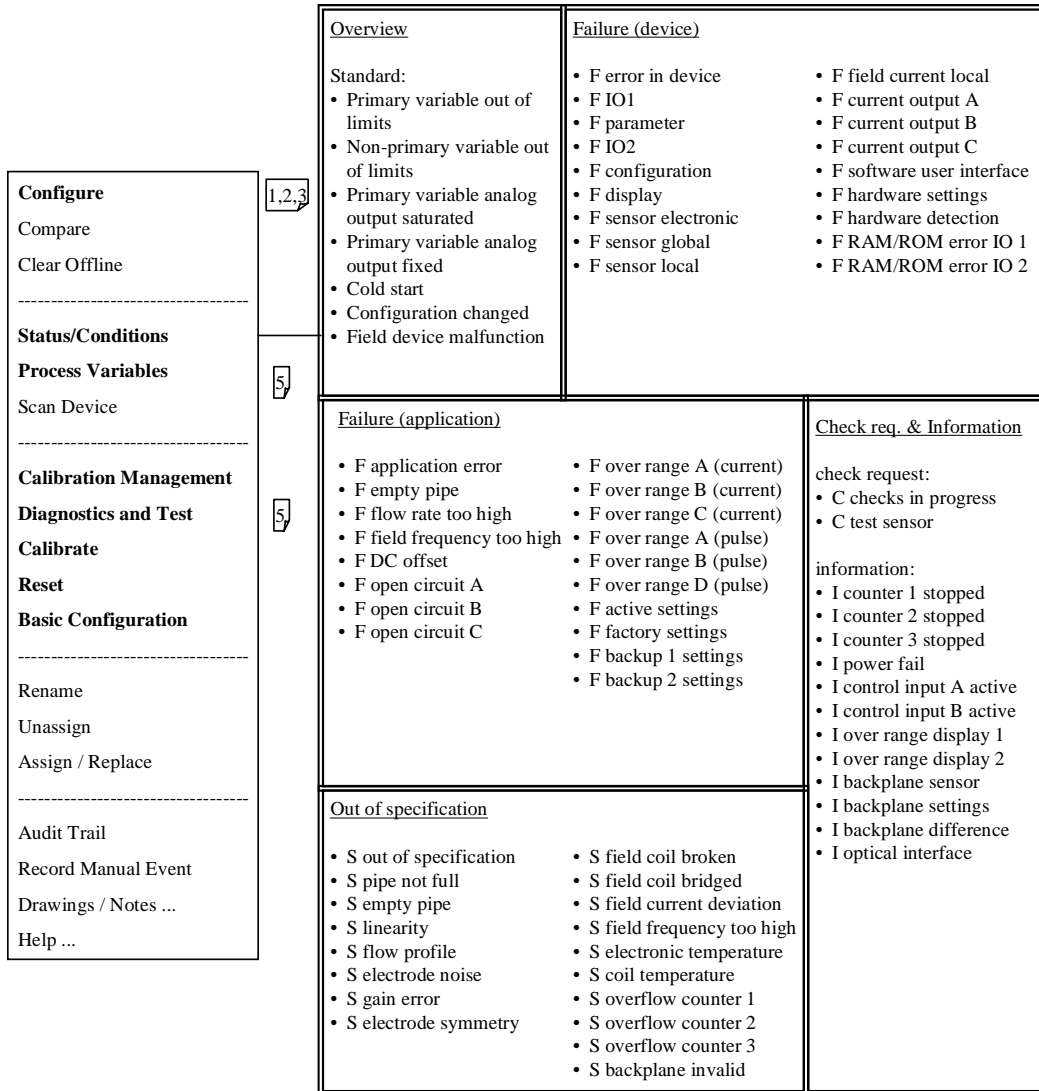 Configure
Compare
Clear Offline
-----------------------------------
Status/Conditions
Process Variables
Scan Device
-----------------------------------
Calibration Management
Diagnostics and Test
Calibrate
Reset
Basic Configuration
-----------------------------------
Rename
Unassign
Assign / Replace
-----------------------------------
Audit Trail
Record Manual Event
Drawings / Notes ...
Help ...
1,2,3
5
5
Overview
Standard:
• Primary variable out of
limits
• Non-primary variable out
of limits
• Primary variable analog
output saturated
• Primary variable analog
output fixed
• Cold start
• Configuration changed
• Field device malfunction
Failure (device)
• F error in device
• F IO1
• F parameter
• F IO2
• F configuration
• F display
• F sensor electronic
• F sensor global
• F sensor local
• F field current local
• F current output A
• F current output B
• F current output C
• F software user interface
• F hardware settings
• F hardware detection
• F RAM/ROM error IO 1
• F RAM/ROM error IO 2
Failure (application)
• F application error
• F empty pipe
• F flow rate too high
• F field frequency too high
• F DC offset
• F open circuit A
• F open circuit B
• F open circuit C
• F over range A (current)
• F over range B (current)
• F over range C (current)
• F over range A (pulse)
• F over range B (pulse)
• F over range D (pulse)
• F active settings
• F factory settings
• F backup 1 settings
• F backup 2 settings
Check req. & Information
check request:
• C checks in progress
• C test sensor
information:
• I counter 1 stopped
• I counter 2 stopped
• I counter 3 stopped
• I power fail
• I control input A active
• I control input B active
• I over range display 1
• I over range display 2
• I backplane sensor
• I backplane settings
• I backplane difference
• I optical interface
Out of specification
• S out of specification
• S pipe not full
• S empty pipe
• S linearity
• S flow profile
• S electrode noise
• S gain error
• S electrode symmetry
• S field coil broken
• S field coil bridged
• S field current deviation
• S field frequency too high
• S electronic temperature
• S coil temperature
• S overflow counter 1
• S overflow counter 2
• S overflow counter 3
• S backplane invalid